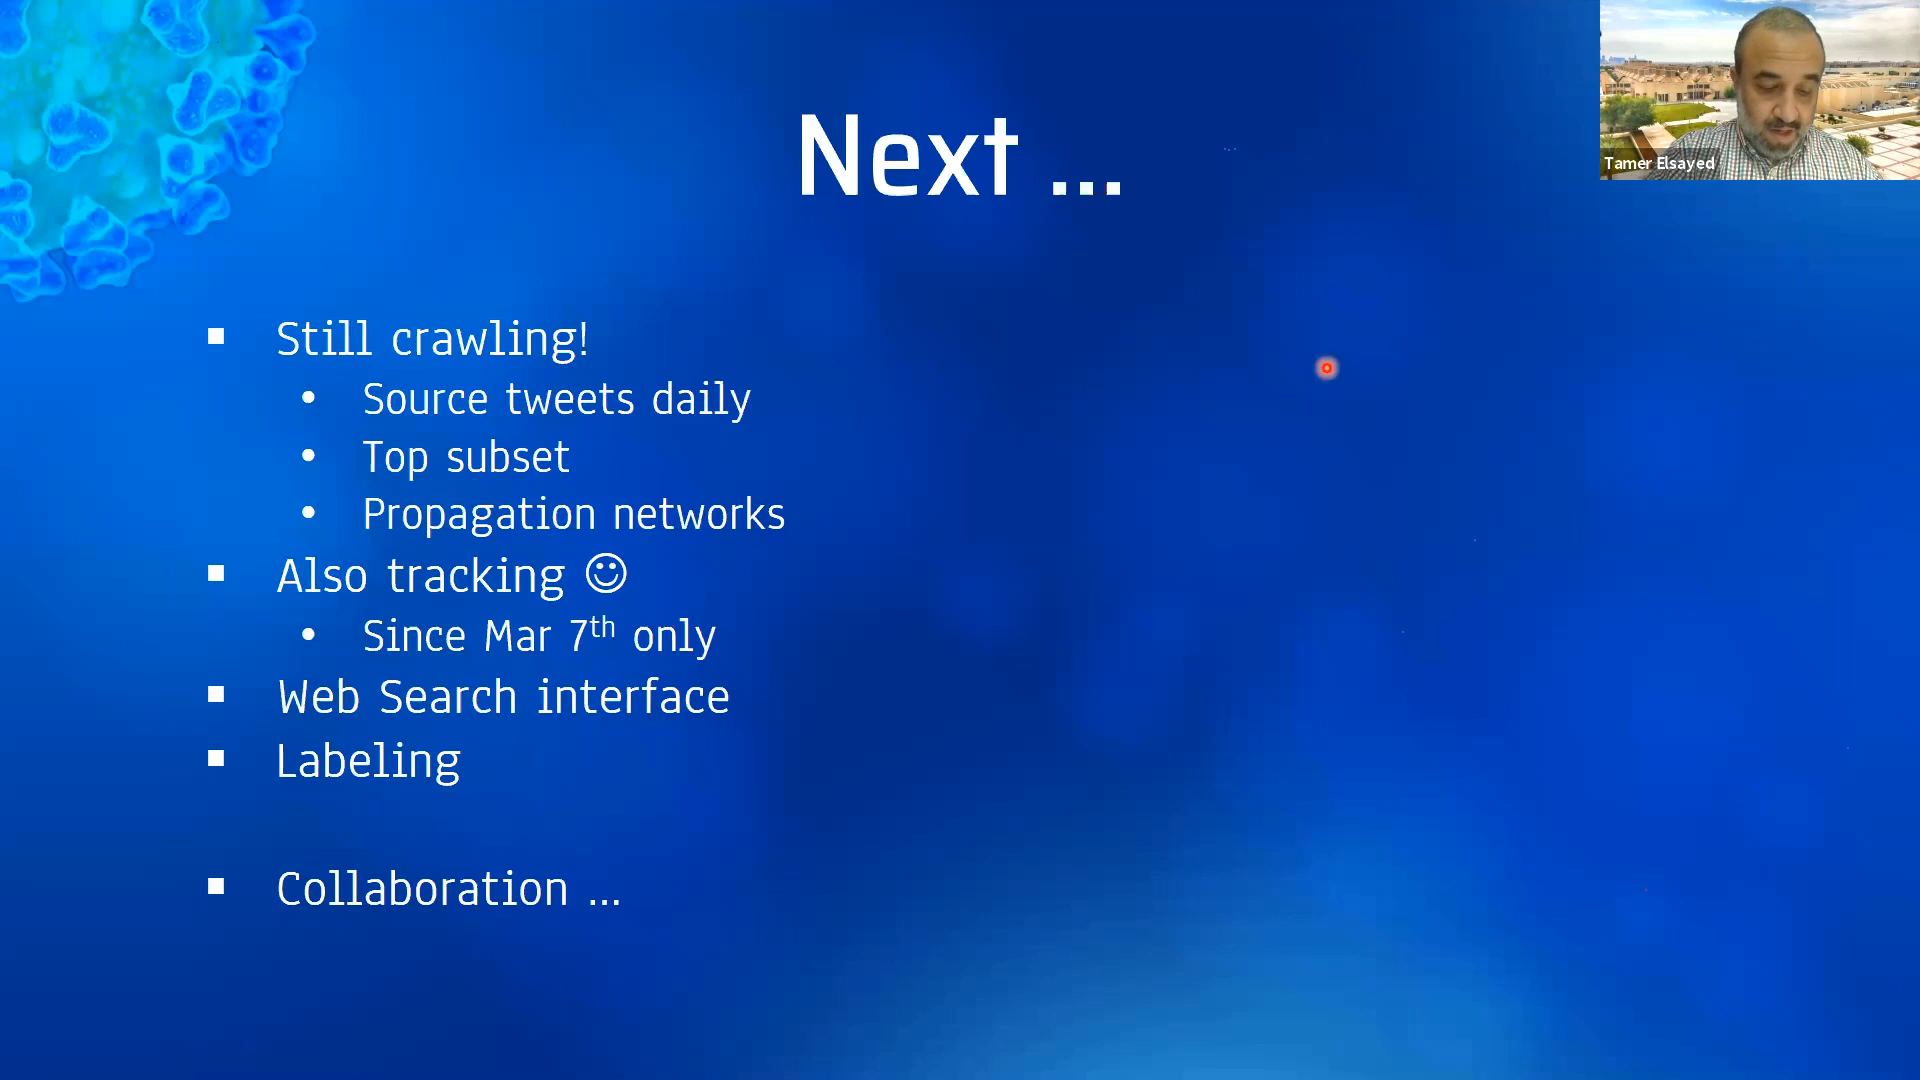 Next ...
Tamer Elsayed
▪ Still crawling!
• Source tweets daily
• Top subset
• Propagation networks
▪ Also tracking ☺
• Since Mar 7th only
▪ Web Search interface
▪ Labeling
▪ Collaboration ...